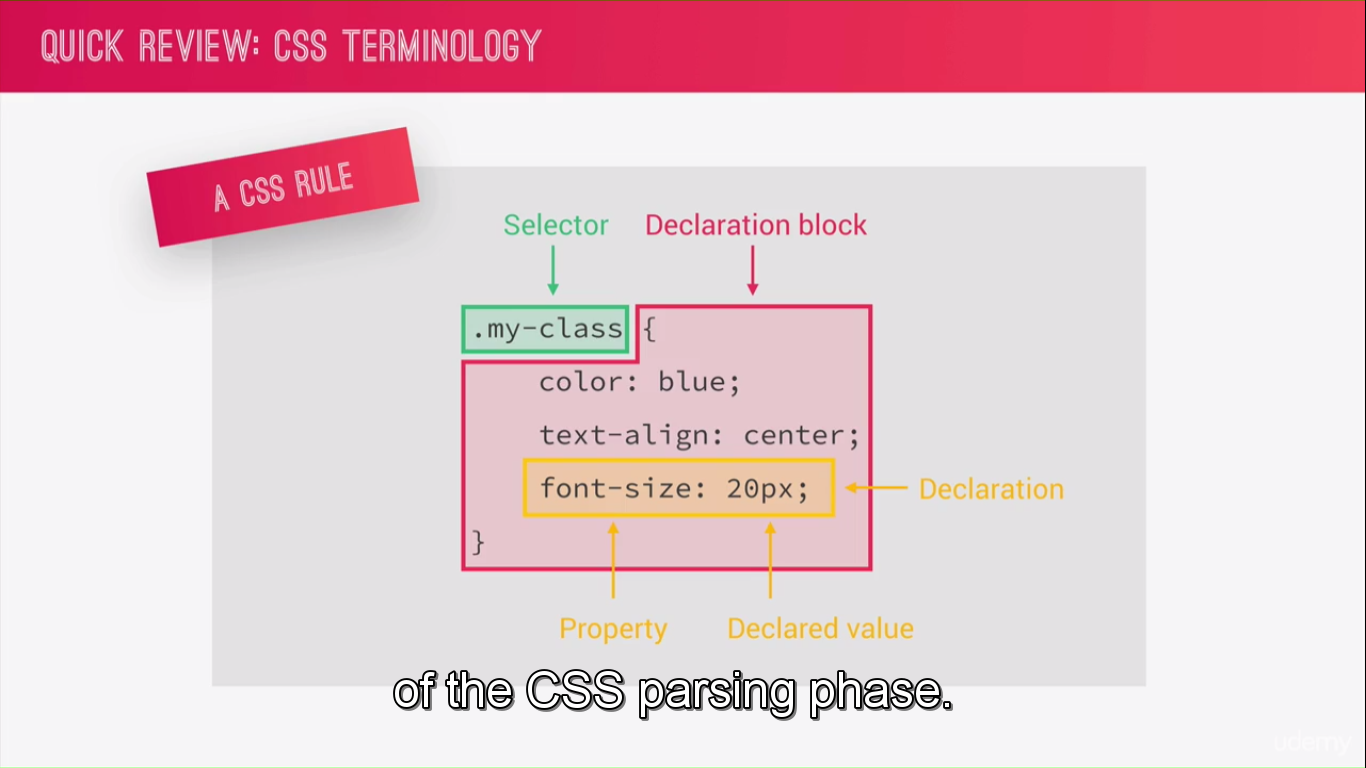 QUICK REVIEW: CSS TERMINOLOGY
A CSS RULE
Selector Declaration block
.my-class {
color: blue;
text-align: center;
font-size: 20px; Declaration
}
Property Declared value
of the CSS parsing phase.
udemy